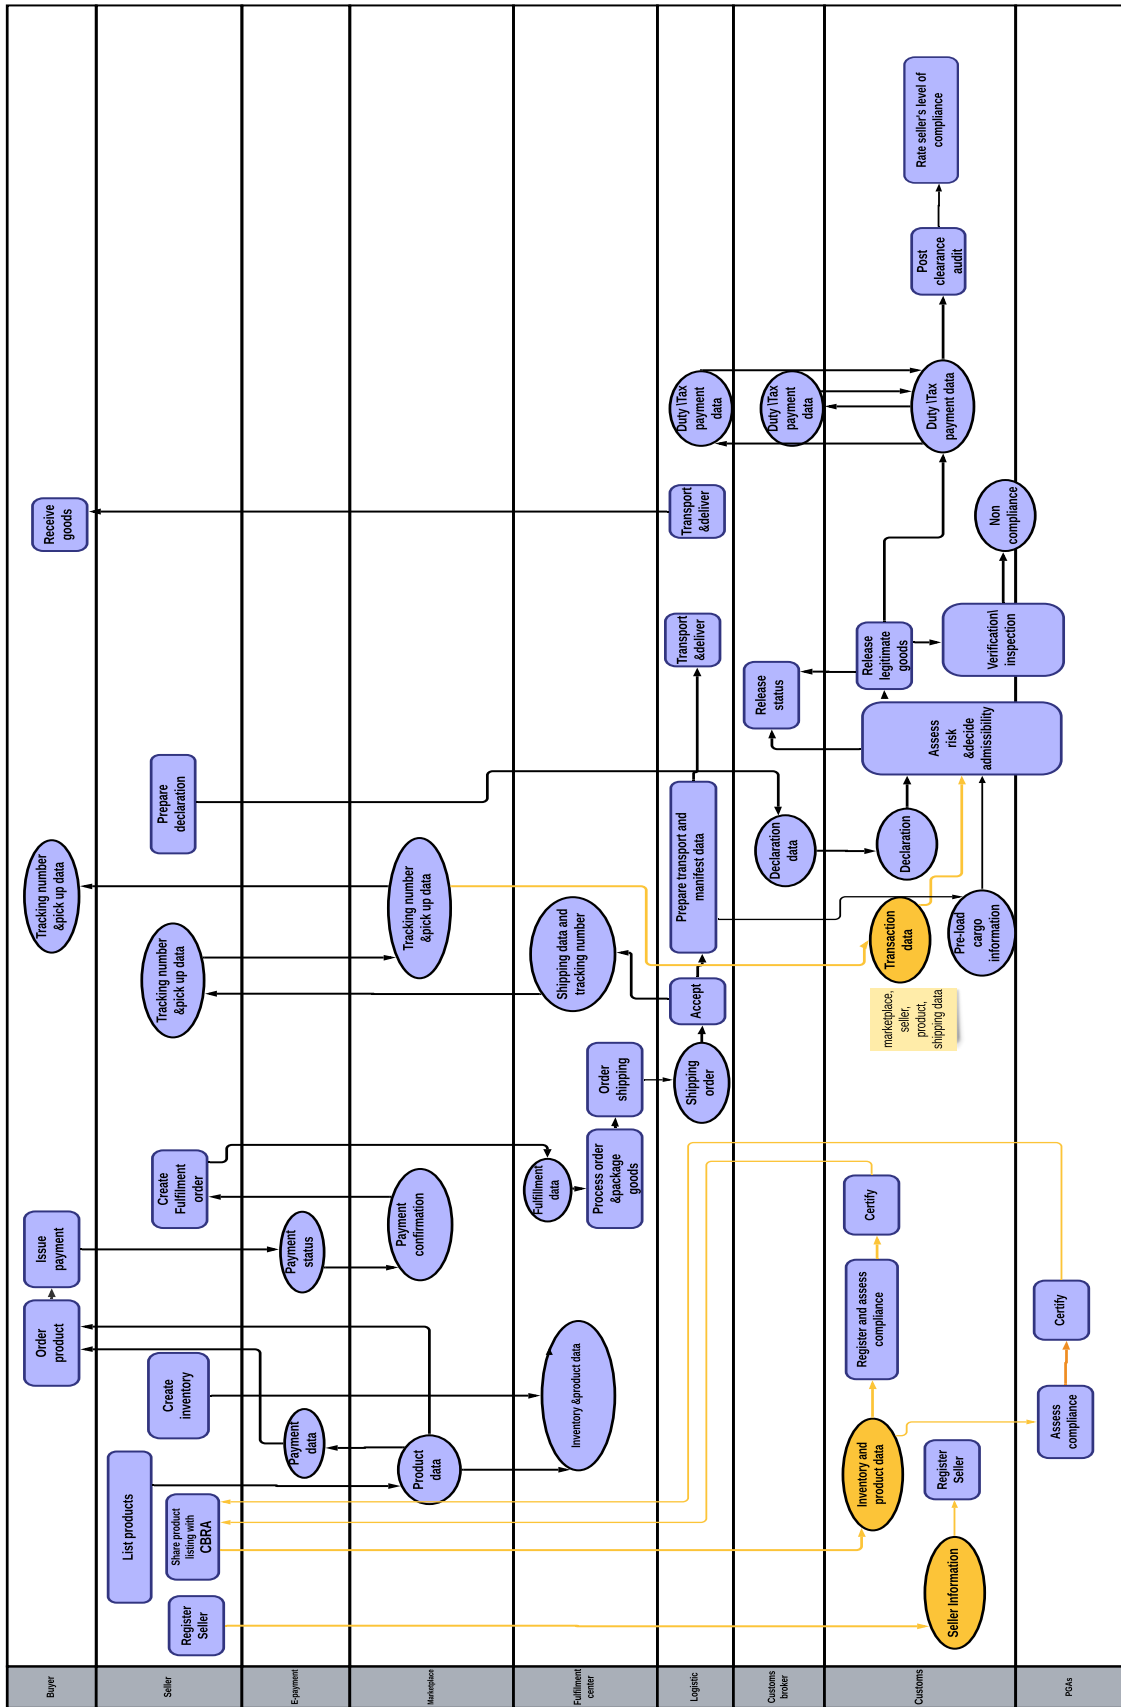 Buyer
Order
product
Issue
payment
Tracking number
&pick up data
Receive
goods
Seller
Register
Seller
List products
Share product
listing with
CBRA
Create
inventory
Create
Fulfilment
order
Tracking number
&pick up data
Prepare
declaration
E-payment
Payment
data
Payment
status
Marketplace
Product
data
Payment
confirmation
Tracking number
&pick up data
Fulfilment
center
Inventory &product data
Fulfillment
data
Process order
&package
goods
Order
shipping
Shipping data and
tracking number
Logistic
Shipping
order
Accept
Prepare transport and
manifest data
Transport
&deliver
Transport
&deliver
Duty \Tax
payment
data
Customs
broker
Declaration
data
Release
status
Duty \Tax
payment
data
Customs
Seller Information
Register
Seller
Inventory and
product data
Register and assess
compliance
Certify
marketplace,
seller,
product,
shipping data
Transaction
data
Pre-load
cargo
information
Declaration
Assess
risk
&decide
admissibility
Release
legitimate
goods
Verification\
inspection
Non
compliance
Duty \Tax
payment data
Post
clearance
audit
Rate seller's level of
compliance
PGAs
Assess
compliance
Certify